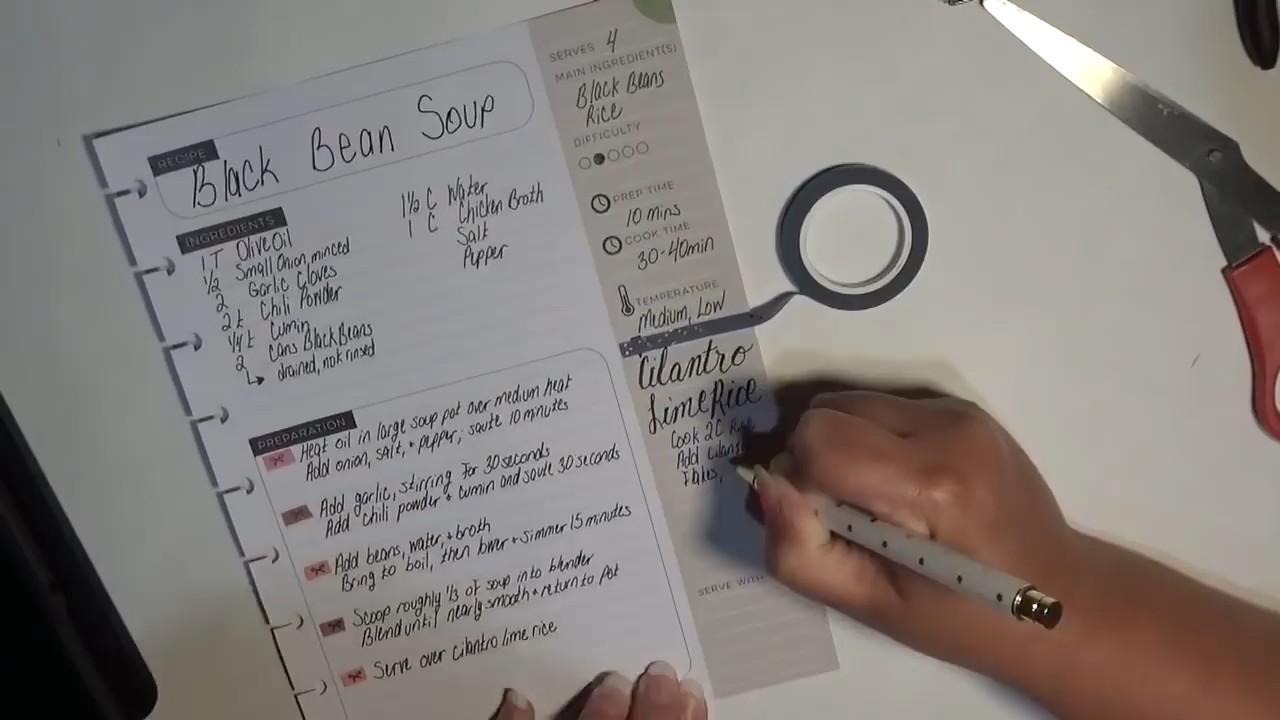 RECIPE
Black Bean Soup
INGREDIENTS
1 T Olive Oil
1/2 Small Onion, minced
2 Garlic Cloves
2 t Chili Powder
1/4 t Cumin
2 Cans Black Beans
drained, not rinsed
1 1/2 C Water
1 C Chicken Broth
Salt
Pepper
PREPARATION
Heat oil in large soup pot over medium heat
Add onion, salt, + pepper; saute 10 minutes
Add garlic, stirring for 30 seconds
Add chili powder + cumin and saute 30 seconds
Add beans, water, + broth
Bring to boil, then lower + simmer 15 minutes
Scoop roughly 1/3 of soup into blender
Blend until nearly smooth + return to pot
Serve over cilantro lime rice
SERVES 4
MAIN INGREDIENT(S)
Black Beans
Rice
DIFFICULTY
PREP TIME
10 mins
COOK TIME
30-40min
TEMPERATURE
Medium, Low
Cilantro
Lime Rice
Cook 2C
Add
SERVE WITH